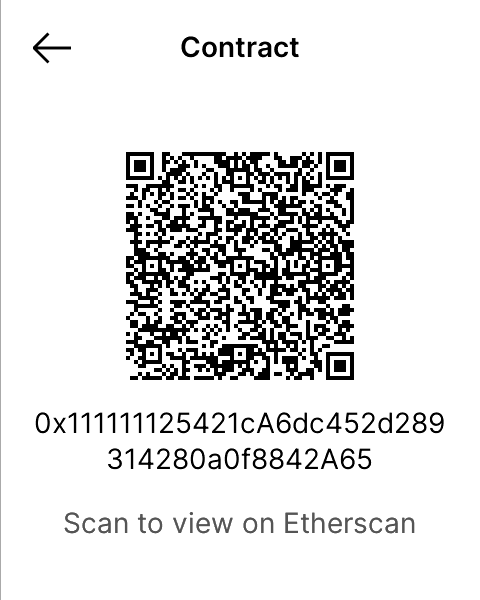 Contract
0x111111125421cA6dc452d289
314280a0f8842A65
Scan to view on Etherscan